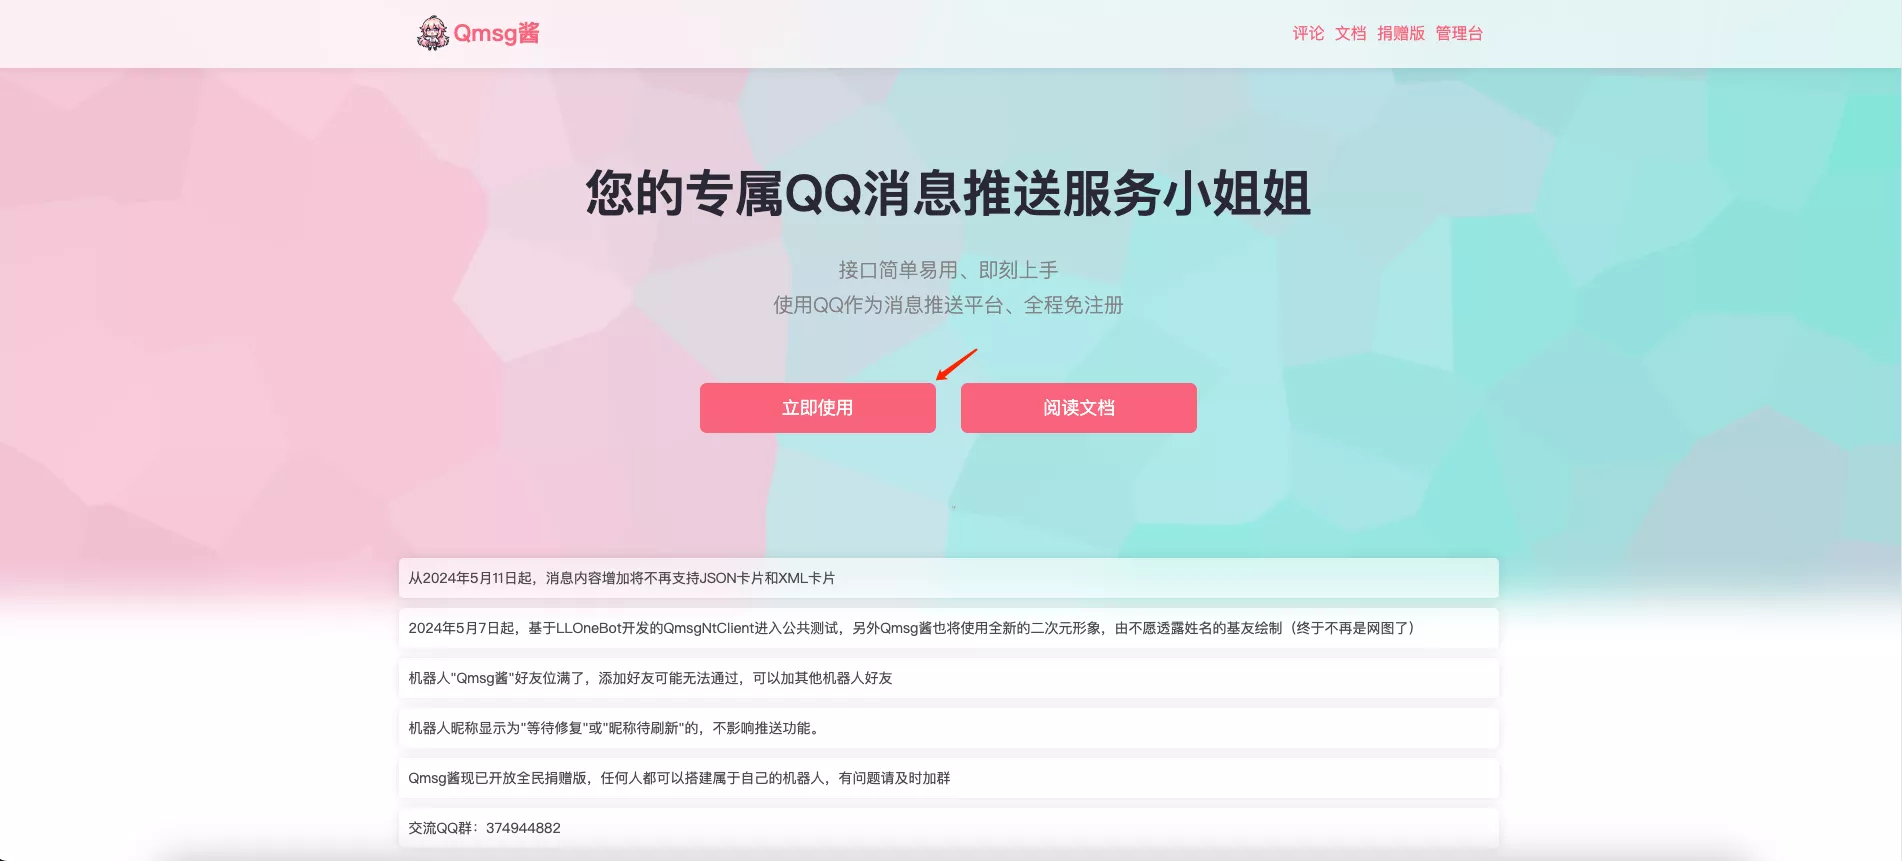 Qmsg酱
评论 文档 捐赠版 管理台
您的专属QQ消息推送服务小姐姐
接口简单易用、即刻上手
使用QQ作为消息推送平台、全程免注册
立即使用 阅读文档
从2024年5月11日起，消息内容增加将不再支持JSON卡片和XML卡片
2024年5月7日起，基于LLOneBot开发的QmsgNtClient进入公共测试，另外Qmsg酱也将使用全新的二次元形象，由不愿透露姓名的基友绘制（终于不再是网图了）
机器人"Qmsg酱"好友位满了，添加好友可能无法通过，可以加其他机器人好友
机器人昵称显示为"等待修复"或"昵称待刷新"的，不影响推送功能。
Qmsg酱现已开放全民捐赠版，任何人都可以搭建属于自己的机器人，有问题请及时加群
交流QQ群：374944882